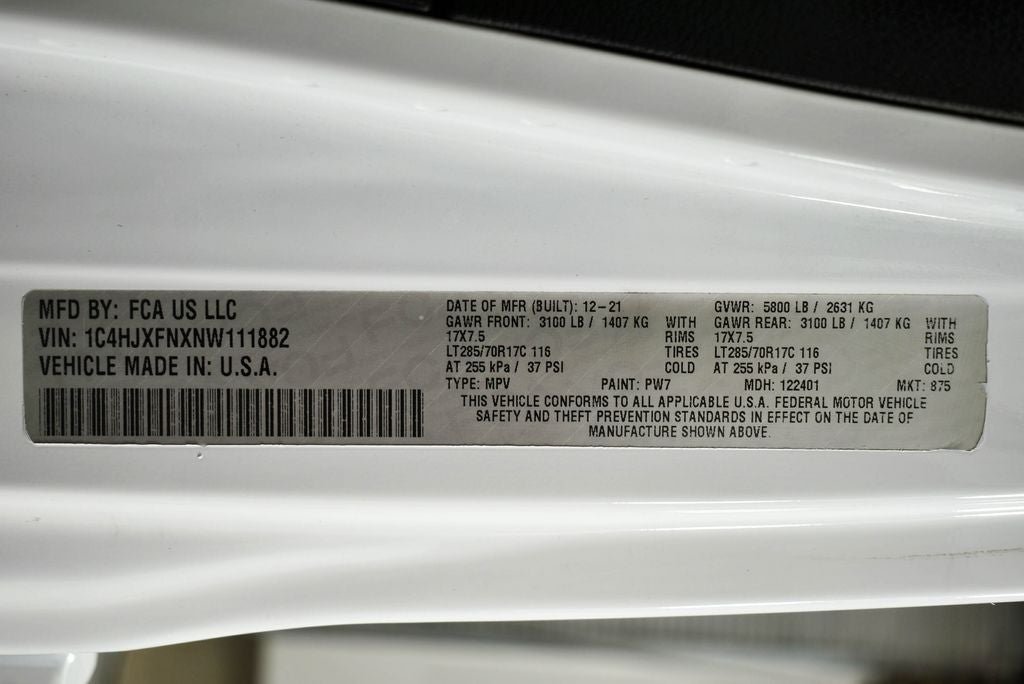 MFD BY: FCA US LLC
VIN: 1C4HJXFNXNW111882
VEHICLE MADE IN: U.S.A.
DATE OF MFR (BUILT): 12-21 GVWR: 5800 LB / 2631 KG
GAWR FRONT: 3100 LB / 1407 KG WITH GAWR REAR: 3100 LB / 1407 KG WITH
17X7.5 RIMS 17X7.5 RIMS
LT285/70R17C 116 TIRES LT285/70R17C 116 TIRES
AT 255 kPa / 37 PSI COLD AT 255 kPa / 37 PSI COLD
TYPE: MPV PAINT: PW7 MDH: 122401 MKT: 875
THIS VEHICLE CONFORMS TO ALL APPLICABLE U.S.A. FEDERAL MOTOR VEHICLE
SAFETY AND THEFT PREVENTION STANDARDS IN EFFECT ON THE DATE OF
MANUFACTURE SHOWN ABOVE.